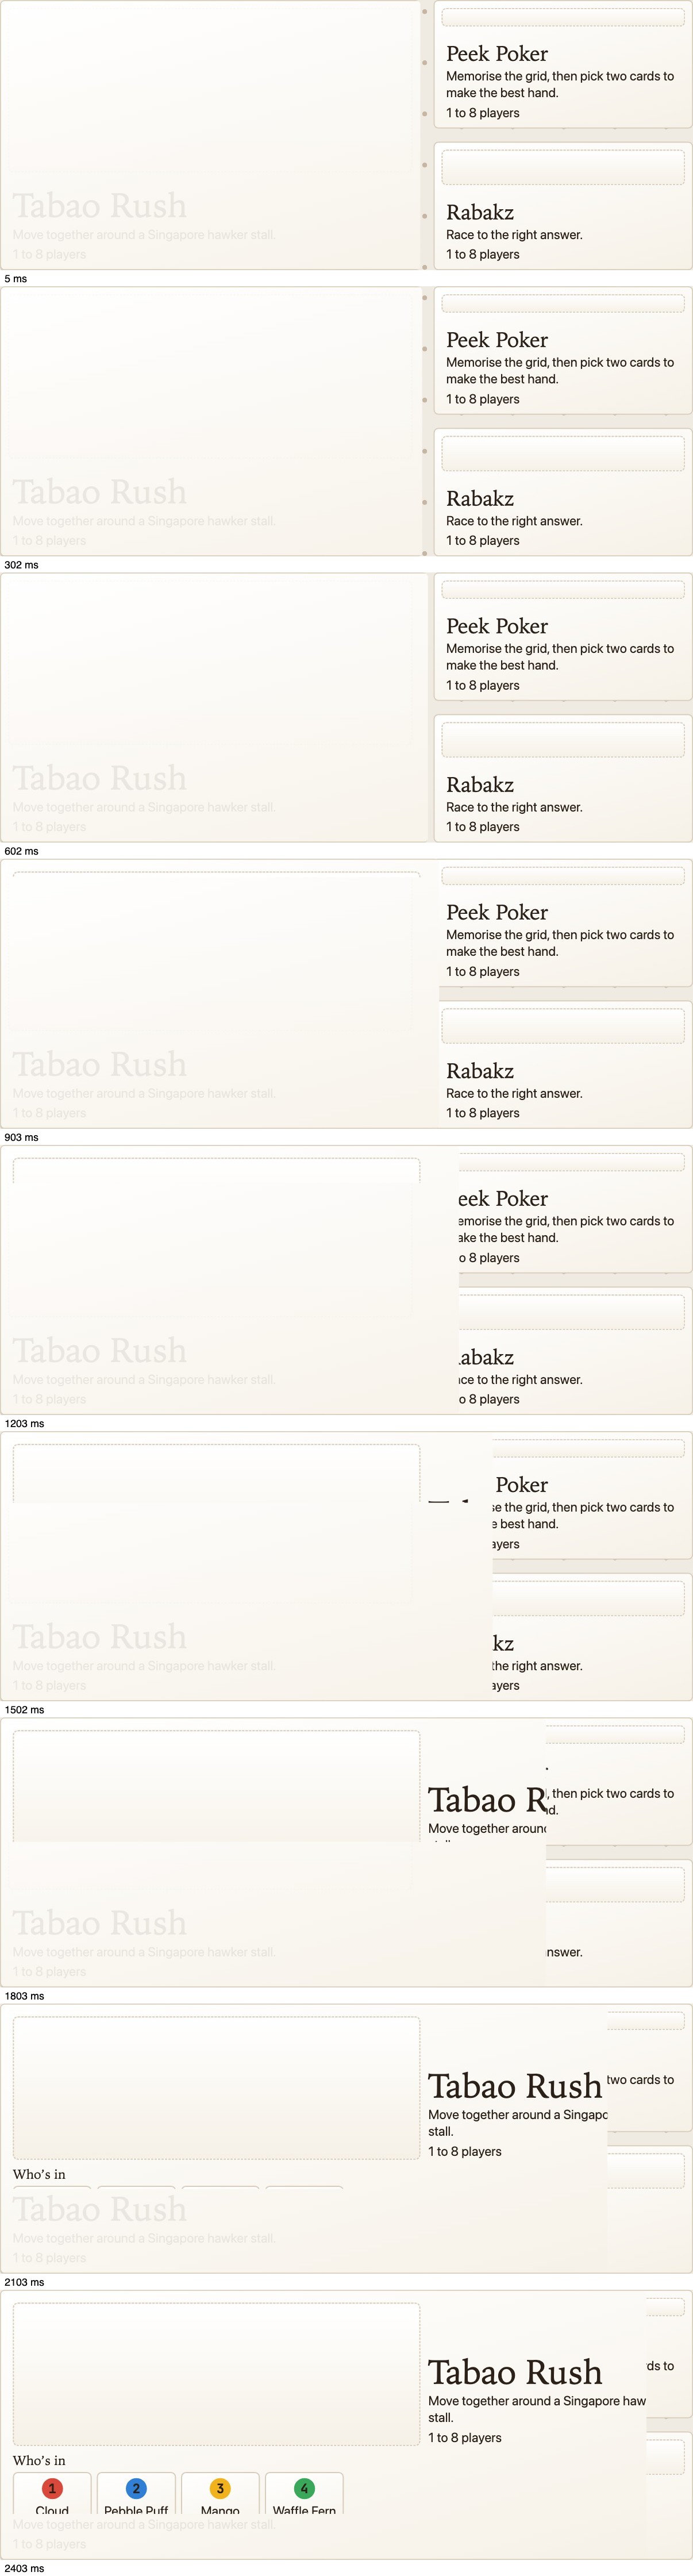 Peek Poker
Memorise the grid, then pick two cards to
make the best hand.
1 to 8 players
Tabao Rush
Move together around a Singapore hawker stall.
1 to 8 players
Rabakz
Race to the right answer.
1 to 8 players
5 ms
Peek Poker
Memorise the grid, then pick two cards to
make the best hand.
1 to 8 players
Tabao Rush
Move together around a Singapore hawker stall.
1 to 8 players
Rabakz
Race to the right answer.
1 to 8 players
302 ms
Peek Poker
Memorise the grid, then pick two cards to
make the best hand.
1 to 8 players
Tabao Rush
Move together around a Singapore hawker stall.
1 to 8 players
Rabakz
Race to the right answer.
1 to 8 players
602 ms
Peek Poker
Memorise the grid, then pick two cards to
make the best hand.
1 to 8 players
Tabao Rush
Move together around a Singapore hawker stall.
1 to 8 players
Rabakz
Race to the right answer.
1 to 8 players
903 ms
eek Poker
emorise the grid, then pick two cards to
ake the best hand.
o 8 players
Tabao Rush
Move together around a Singapore hawker stall.
1 to 8 players
abakz
ace to the right answer.
o 8 players
1203 ms
Poker
se the grid, then pick two cards to
e best hand.
ayers
Tabao Rush
Move together around a Singapore hawker stall.
1 to 8 players
kz
the right answer.
ayers
1502 ms
Tabao R
Move together aroun
, then pick two cards to
nd.
Tabao Rush
Move together around a Singapore hawker stall.
1 to 8 players
nswer.
1803 ms
Tabao Rush
Move together around a Singapo
stall.
1 to 8 players
two cards to
Who's in
Tabao Rush
Move together around a Singapore hawker stall.
1 to 8 players
2103 ms
Tabao Rush
Move together around a Singapore haw
stall.
1 to 8 players
rds to
Who's in
1 2 3 4
Cloud Pebble Puff Mango Waffle Fern
Move together around a Singapore hawker stall.
1 to 8 players
2403 ms